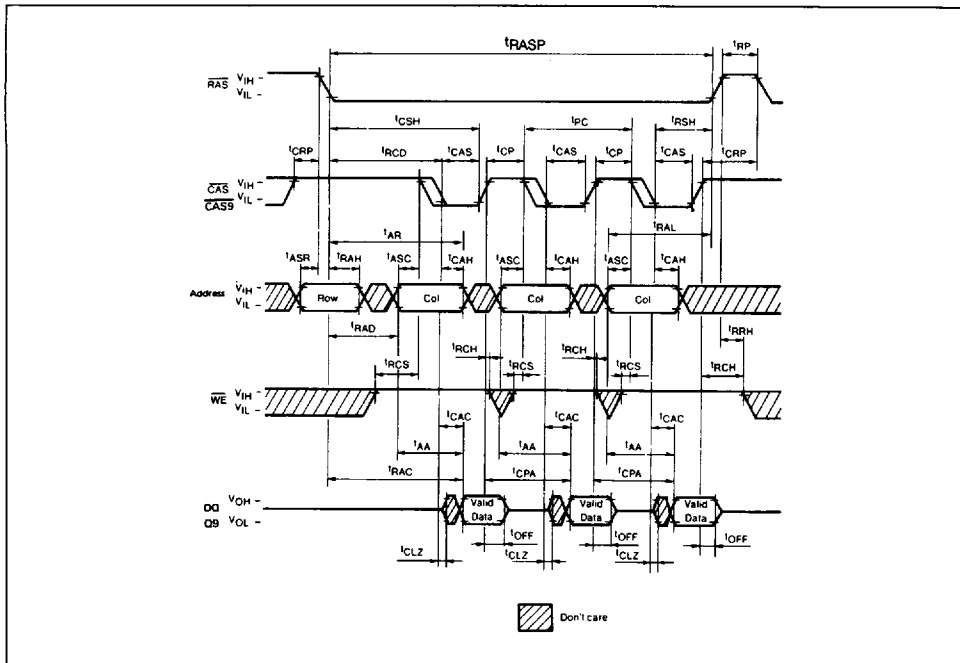 tRASP
tRP
RAS VIH
VIL
tCSH
tPC
tRSH
tCRP
tRCD
tCAS
tCP
tCAS
tCP
tCAS
tCRP
CAS VIH
CAS9 VIL
tAR
tRAL
tASR
tRAH
tASC
tCAH
tASC
tCAH
tASC
tCAH
Address VIH
VIL
Row
Col
Col
Col
tRAD
tRRH
tRCS
tRCH
tRCS
tRCH
tRCS
tRCH
WE VIH
VIL
tCAC
tCAC
tCAC
tAA
tAA
tAA
tRAC
tCPA
tCPA
DQ VOH
Q9 VOL
Valid
Data
Valid
Data
Valid
Data
tOFF
tOFF
tOFF
tCLZ
tCLZ
tCLZ
Don't care